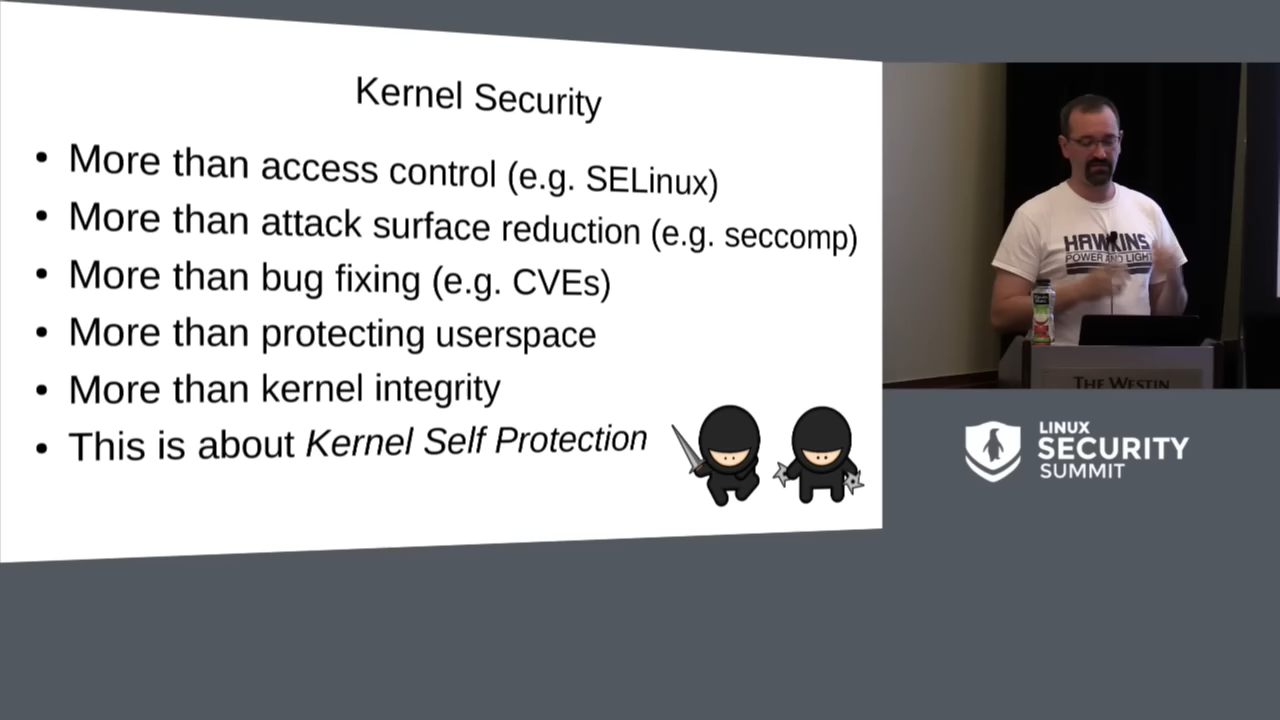 Kernel Security
• More than access control (e.g. SELinux)
• More than attack surface reduction (e.g. seccomp)
• More than bug fixing (e.g. CVEs)
• More than protecting userspace
• More than kernel integrity
• This is about Kernel Self Protection
HAWKINS
POWER AND LIGHT
THE WESTIN
LINUX
SECURITY
SUMMIT